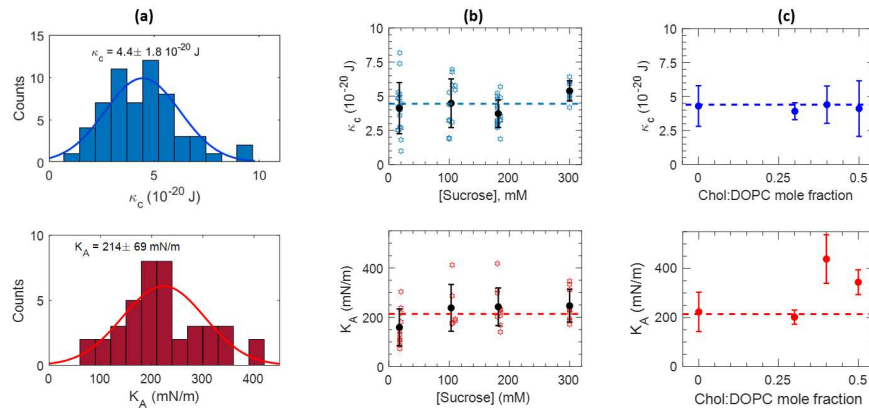 (a)
κc = 4.4± 1.8 10-20 J
15
10
5
0
Counts
0 5 10
κc (10-20 J)
KA = 214± 69 mN/m
10
5
0
Counts
0 100 200 300 400
KA (mN/m)
(b)
10
7.5
5
2.5
0
κc (10-20 J)
0 100 200 300
[Sucrose], mM
400
200
0
KA (mN/m)
0 100 200 300
[Sucrose] (mM)
(c)
10
7.5
5
2.5
0
κc (10-20 J)
0 0.25 0.5
Chol:DOPC mole fraction
400
200
0
KA (mN/m)
0 0.25 0.5
Chol:DOPC mole fraction